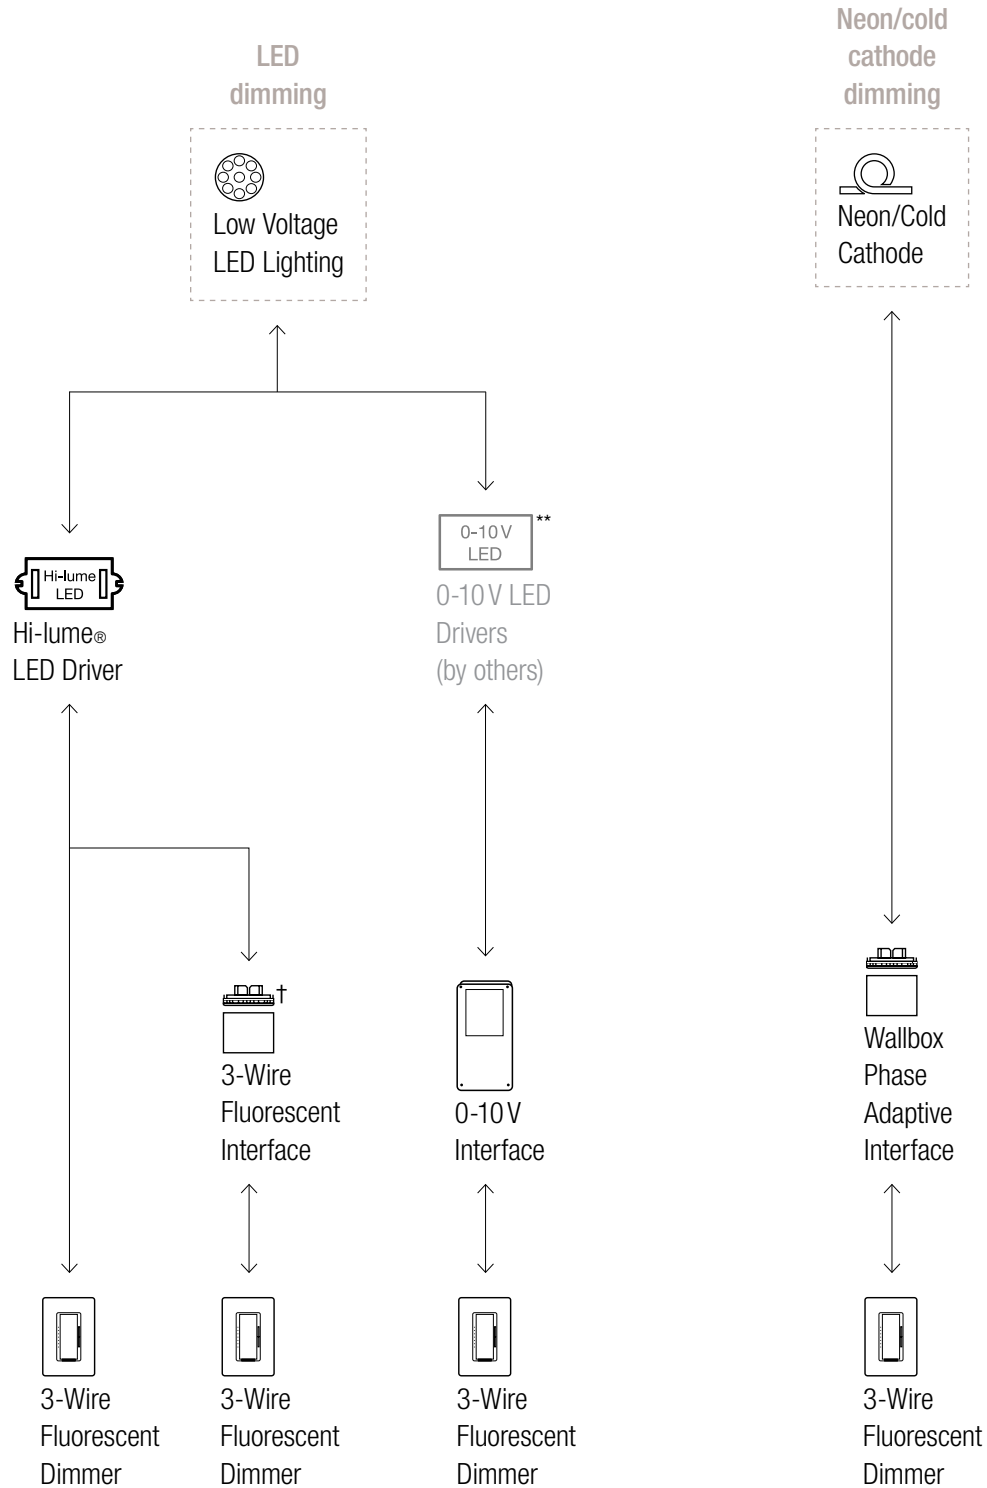 LED
dimming
Neon/cold
cathode
dimming
Low Voltage
LED Lighting
Neon/Cold
Cathode
Hi-lume
LED
Hi-lume®
LED Driver
0-10 V
LED
**
0-10 V LED
Drivers
(by others)
†
3-Wire
Fluorescent
Interface
0-10 V
Interface
Wallbox
Phase
Adaptive
Interface
3-Wire
Fluorescent
Dimmer
3-Wire
Fluorescent
Dimmer
3-Wire
Fluorescent
Dimmer
3-Wire
Fluorescent
Dimmer